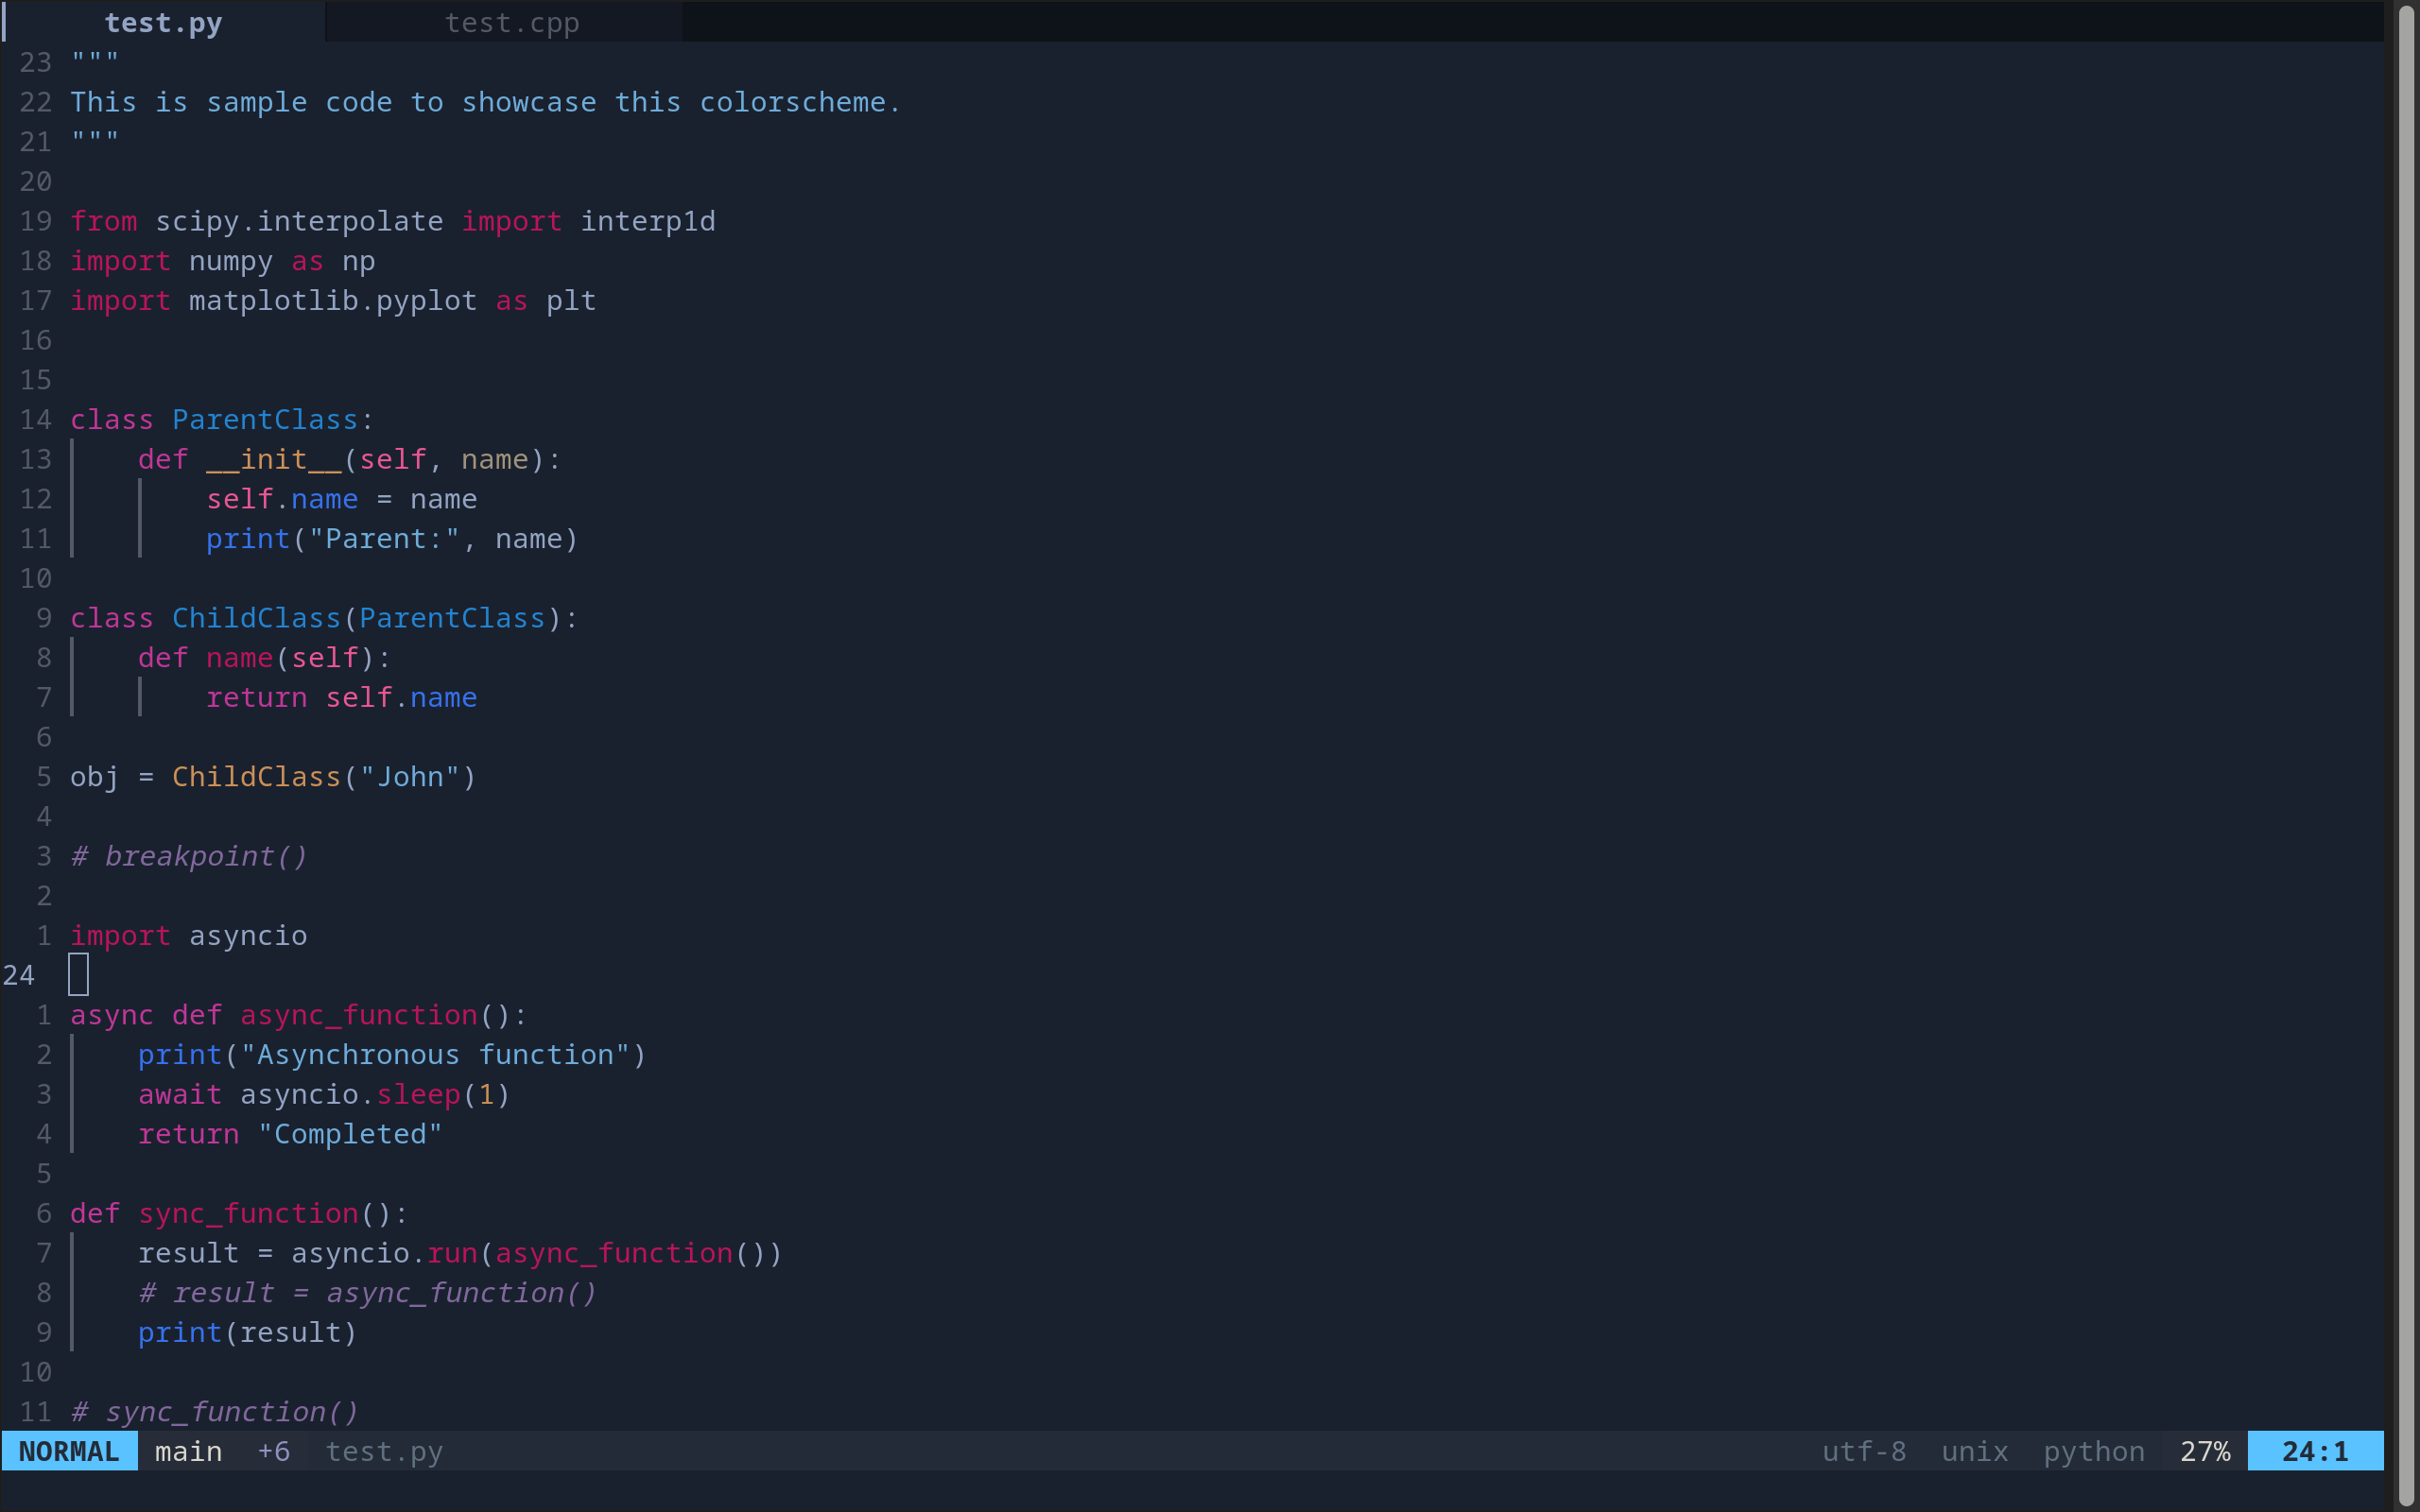 test.py test.cpp
23 """
22 This is sample code to showcase this colorscheme.
21 """
20
19 from scipy.interpolate import interp1d
18 import numpy as np
17 import matplotlib.pyplot as plt
16
15
14 class ParentClass:
13     def __init__(self, name):
12         self.name = name
11         print("Parent:", name)
10
9 class ChildClass(ParentClass):
8     def name(self):
7         return self.name
6
5 obj = ChildClass("John")
4
3 # breakpoint()
2
1 import asyncio
24
1 async def async_function():
2     print("Asynchronous function")
3     await asyncio.sleep(1)
4     return "Completed"
5
6 def sync_function():
7     result = asyncio.run(async_function())
8     # result = async_function()
9     print(result)
10
11 # sync_function()
NORMAL main +6 test.py utf-8 unix python 27% 24:1